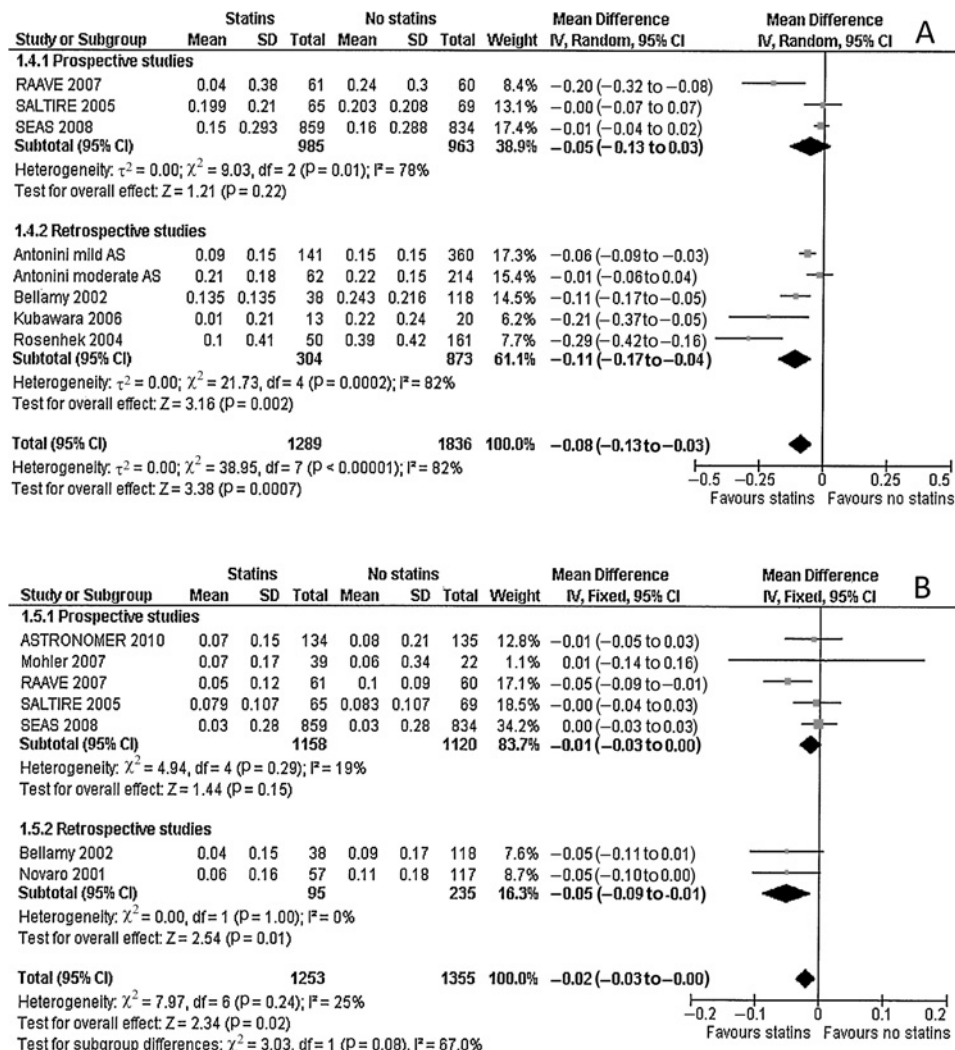 Statins No statins Mean Difference Mean Difference A
Study or Subgroup Mean SD Total Mean SD Total Weight IV, Random, 95% CI IV, Random, 95% CI
1.4.1 Prospective studies
RAAVE 2007 0.04 0.38 61 0.24 0.3 60 8.4% −0.20 (−0.32 to −0.08)
SALTIRE 2005 0.199 0.21 65 0.203 0.208 69 13.1% −0.00 (−0.07 to 0.07)
SEAS 2008 0.15 0.293 859 0.16 0.288 834 17.4% −0.01 (−0.04 to 0.02)
Subtotal (95% CI) 985 963 38.9% −0.05 (−0.13 to 0.03)
Heterogeneity: τ² = 0.00; χ² = 9.03, df = 2 (P = 0.01); I² = 78%
Test for overall effect: Z = 1.21 (P = 0.22)
1.4.2 Retrospective studies
Antonini mild AS 0.09 0.15 141 0.15 0.15 360 17.3% −0.06 (−0.09 to −0.03)
Antonini moderate AS 0.21 0.18 62 0.22 0.15 214 15.4% −0.01 (−0.06 to 0.04)
Bellamy 2002 0.135 0.135 38 0.243 0.216 118 14.5% −0.11 (−0.17 to −0.05)
Kubawara 2006 0.01 0.21 13 0.22 0.24 20 6.2% −0.21 (−0.37 to −0.05)
Rosenhek 2004 0.1 0.41 50 0.39 0.42 161 7.6% −0.29 (−0.42 to −0.16)
Subtotal (95% CI) 304 873 61.1% −0.11 (−0.17 to −0.04)
Heterogeneity: τ² = 0.00; χ² = 21.73, df = 4 (P = 0.0002); I² = 82%
Test for overall effect: Z = 3.16 (P = 0.002)
Total (95% CI) 1289 1836 100.0% −0.08 (−0.13 to −0.03)
Heterogeneity: τ² = 0.00; χ² = 38.95, df = 7 (P < 0.00001); I² = 82%
Test for overall effect: Z = 3.38 (P = 0.0007)
−0.5 −0.25 0 0.25 0.5
Favours statins Favours no statins
Statins No statins Mean Difference Mean Difference B
Study or Subgroup Mean SD Total Mean SD Total Weight IV, Fixed, 95% CI IV, Fixed, 95% CI
1.5.1 Prospective studies
ASTRONOMER 2010 0.07 0.15 134 0.08 0.21 135 12.8% −0.01 (−0.05 to 0.03)
Mohler 2007 0.07 0.17 39 0.06 0.34 22 1.1% 0.01 (−0.14 to 0.16)
RAAVE 2007 0.05 0.12 61 0.1 0.09 60 17.1% −0.05 (−0.09 to −0.01)
SALTIRE 2005 0.079 0.107 65 0.083 0.107 69 18.5% −0.00 (−0.04 to 0.03)
SEAS 2008 0.03 0.28 859 0.03 0.28 834 34.2% 0.00 (−0.03 to 0.03)
Subtotal (95% CI) 1158 1120 83.7% −0.01 (−0.03 to 0.00)
Heterogeneity: χ² = 4.94, df = 4 (P = 0.29); I² = 19%
Test for overall effect: Z = 1.44 (P = 0.15)
1.5.2 Retrospective studies
Bellamy 2002 0.04 0.15 38 0.09 0.17 118 7.6% −0.05 (−0.11 to 0.01)
Novaro 2001 0.06 0.16 57 0.11 0.18 117 8.7% −0.05 (−0.10 to 0.00)
Subtotal (95% CI) 95 235 16.3% −0.05 (−0.09 to -0.01)
Heterogeneity: χ² = 0.00, df = 1 (P = 1.00); I² = 0%
Test for overall effect: Z = 2.54 (P = 0.01)
Total (95% CI) 1253 1355 100.0% −0.02 (−0.03 to −0.00)
Heterogeneity: χ² = 7.97, df = 6 (P = 0.24); I² = 25%
Test for overall effect: Z = 2.34 (P = 0.02)
Test for subgroup differences: χ² = 3.03, df = 1 (P = 0.08), I² = 67.0%
−0.2 −0.1 0 0.1 0.2
Favours statins Favours no statins